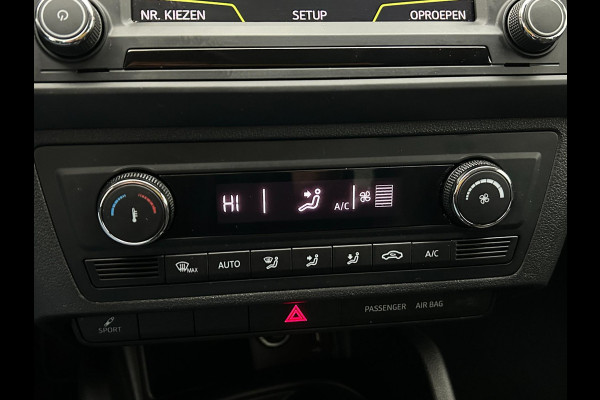 NR. KIEZEN SETUP OPROEPEN
HI A/C
MAX AUTO A/C
SPORT PASSENGER AIR BAG